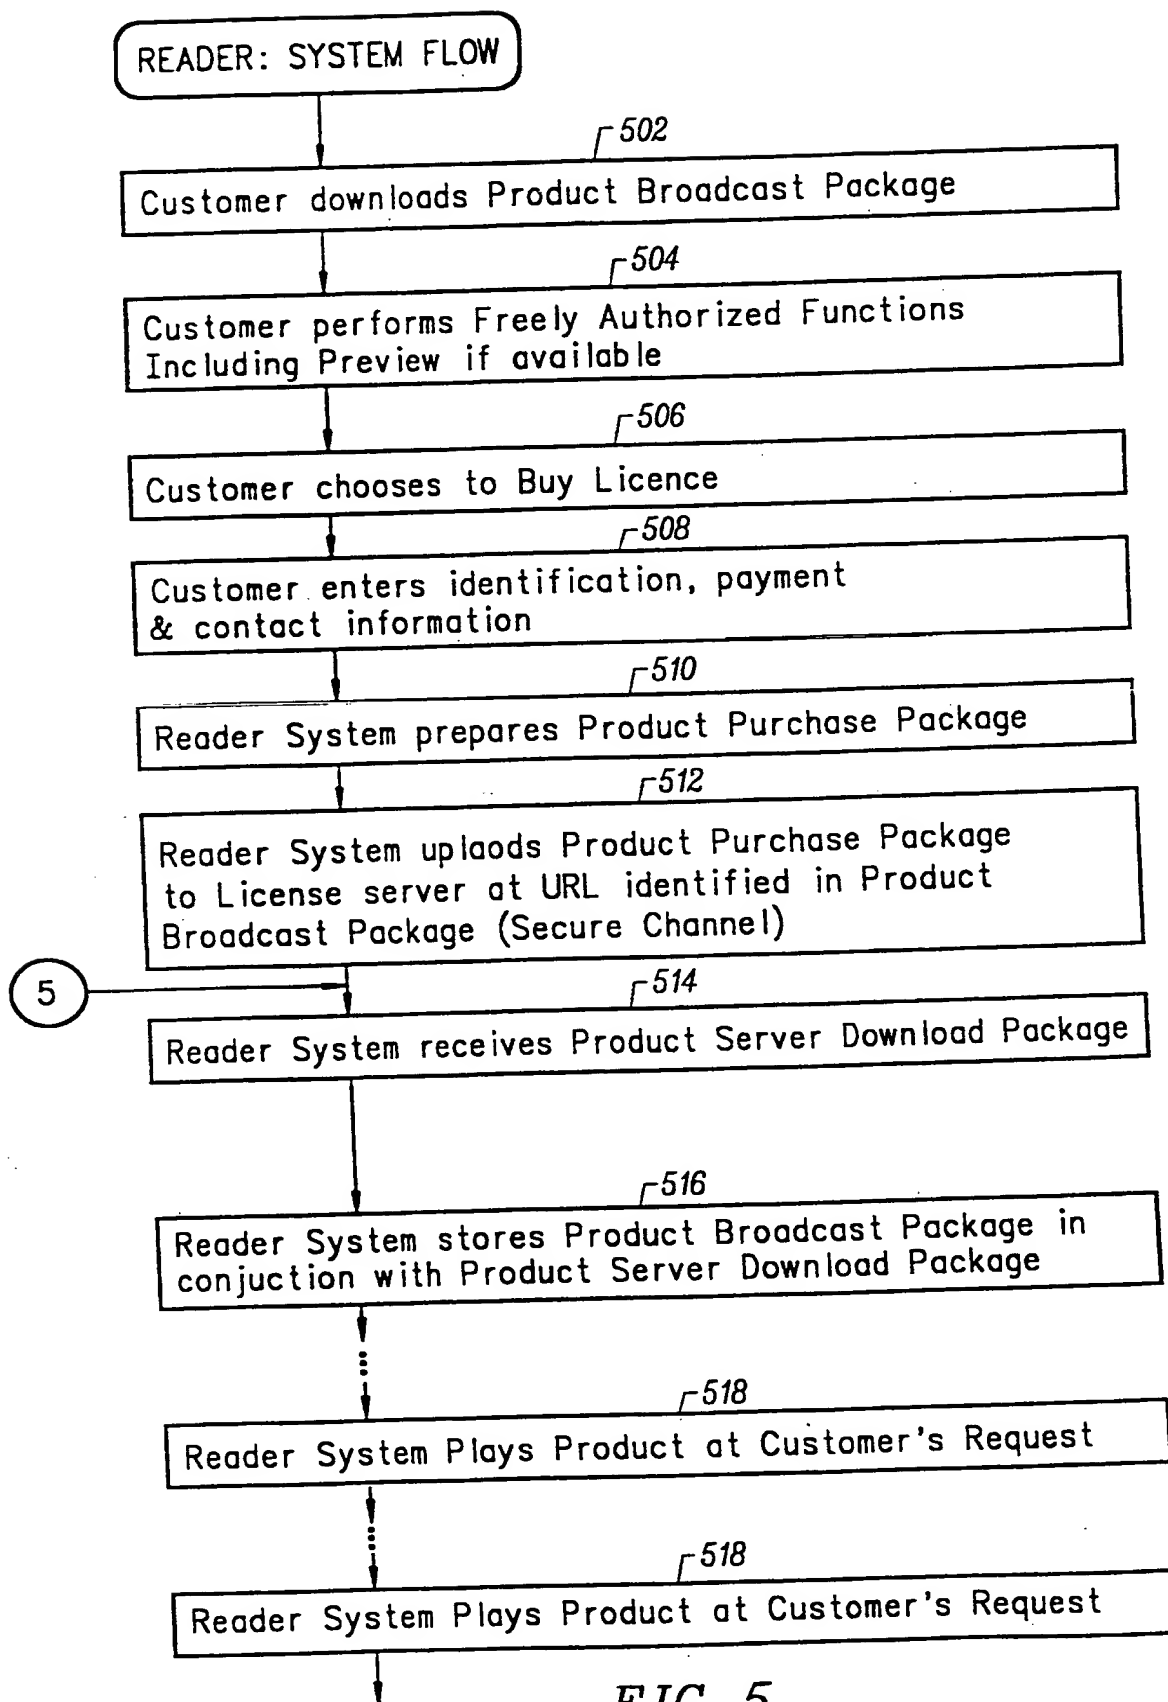 READER: SYSTEM FLOW
502
Customer downloads Product Broadcast Package
504
Customer performs Freely Authorized Functions
Including Preview if available
506
Customer chooses to Buy Licence
508
Customer enters identification, payment
& contact information
510
Reader System prepares Product Purchase Package
512
Reader System uplaods Product Purchase Package
to License server at URL identified in Product
Broadcast Package (Secure Channel)
5
514
Reader System receives Product Server Download Package
516
Reader System stores Product Broadcast Package in
conjuction with Product Server Download Package
518
Reader System Plays Product at Customer's Request
518
Reader System Plays Product at Customer's Request
FIG. 5